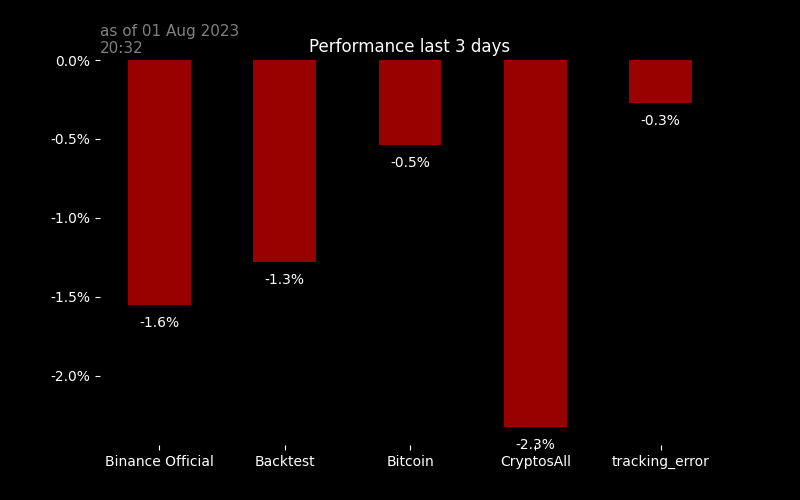 as of 01 Aug 2023
20:32
Performance last 3 days
0.0%
-0.5%
-1.0%
-1.5%
-2.0%
-1.6%
-1.3%
-0.5%
-2.3%
-0.3%
Binance Official
Backtest
Bitcoin
CryptosAll
tracking_error